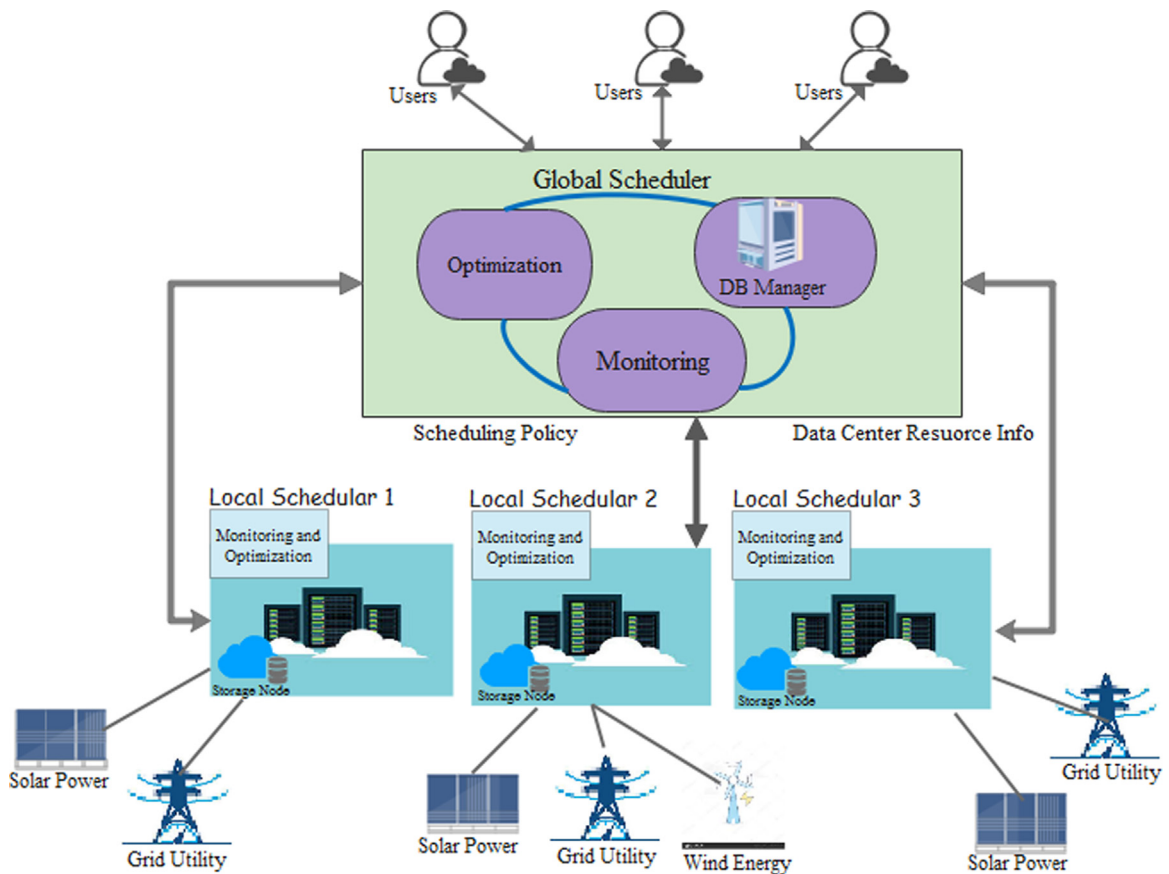 Users
Users
Users
Global Scheduler
Optimization
DB Manager
Monitoring
Scheduling Policy
Data Center Resuorce Info
Local Schedular 1
Local Schedular 2
Local Schedular 3
Monitoring and
Optimization
Monitoring and
Optimization
Monitoring and
Optimization
Storage Node
Storage Node
Storage Node
Solar Power
Grid Utility
Solar Power
Grid Utility
Wind Energy
Solar Power
Grid Utility